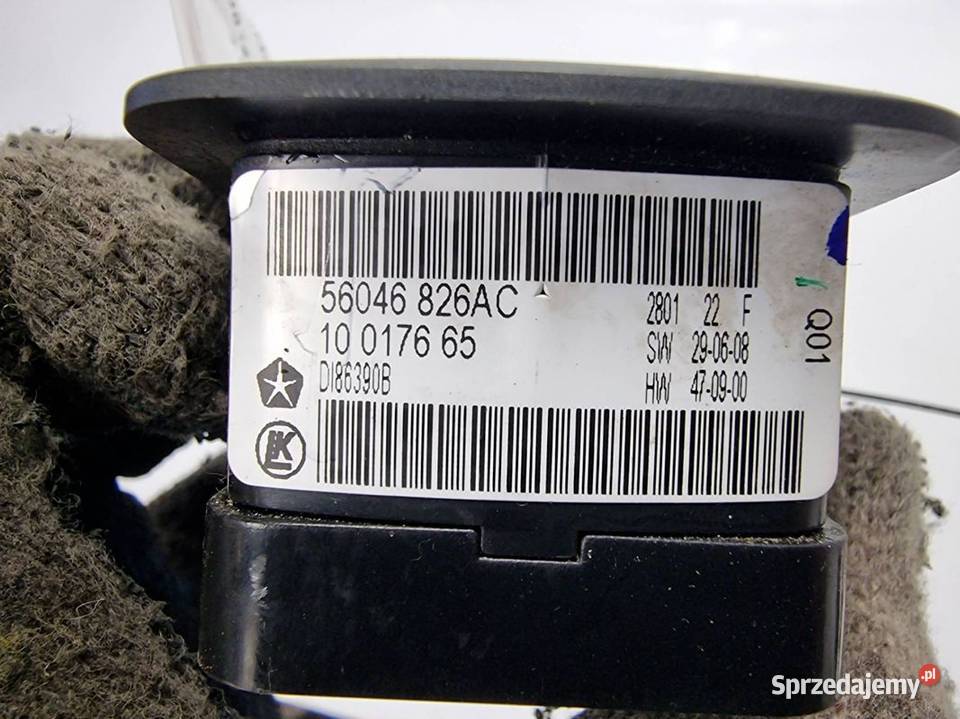 56046 826AC
10 0176 65
DI86390B
2801 22 F
SW 29-06-08
HW 47-09-00
Q01
K
Sprzedajemy.pl